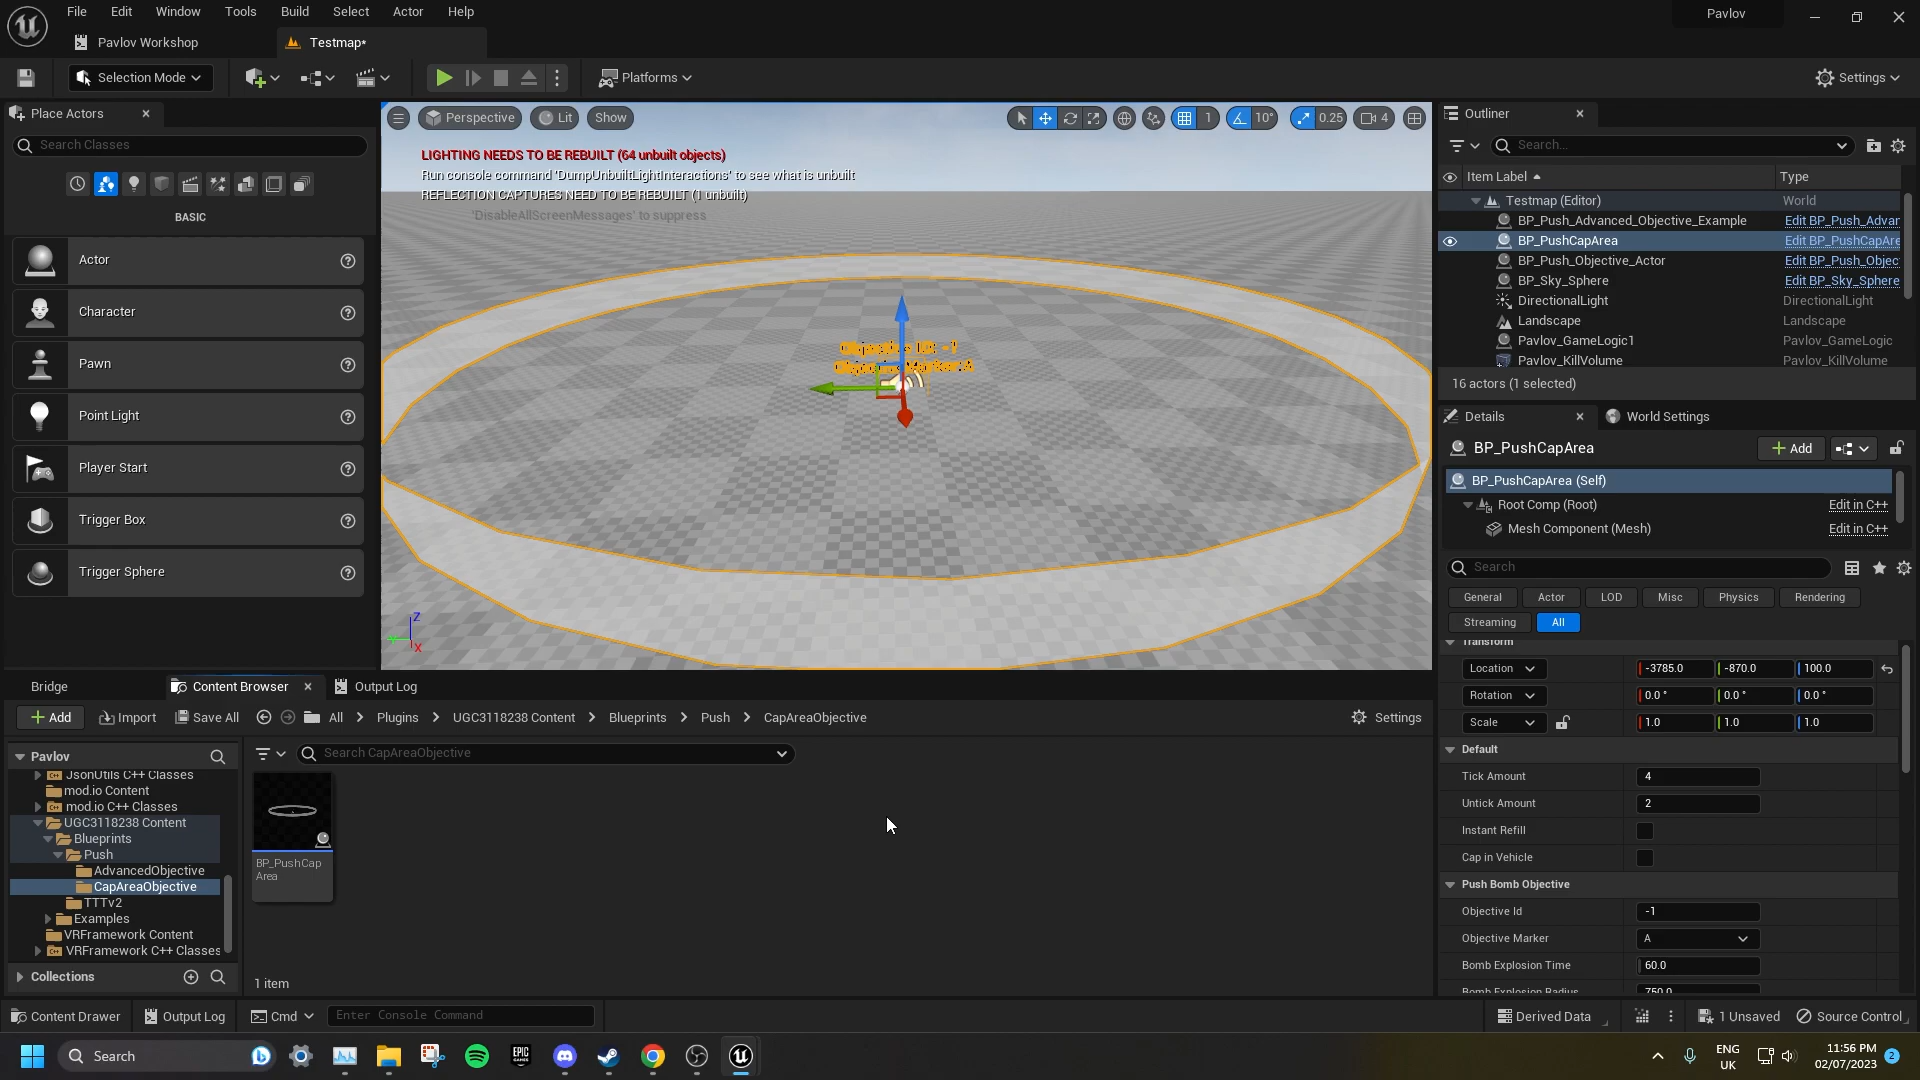 File Edit Window Tools Build Select Actor Help
Pavlov
Pavlov Workshop
Testmap*
Selection Mode
Platforms
Settings
Place Actors
Search Classes
BASIC
Actor
Character
Pawn
Point Light
Player Start
Trigger Box
Trigger Sphere
Perspective
Lit
Show
1
10°
0.25
4
LIGHTING NEEDS TO BE REBUILT (64 unbuilt objects)
Run console command 'DumpUnbuiltLightInteractions' to see what is unbuilt
REFLECTION CAPTURES NEED TO BE REBUILT (1 unbuilt)
'DisableAllScreenMessages' to suppress
Z
X
Outliner
Search...
Item Label Type
Testmap (Editor) World
BP_Push_Advanced_Objective_Example Edit BP_Push_Advar
BP_PushCapArea Edit BP_PushCapAre
BP_Push_Objective_Actor Edit BP_Push_Objec
BP_Sky_Sphere Edit BP_Sky_Sphere
DirectionalLight DirectionalLight
Landscape Landscape
Pavlov_GameLogic1 Pavlov_GameLogic
Pavlov_KillVolume Pavlov_KillVolume
16 actors (1 selected)
Details
World Settings
BP_PushCapArea
Add
BP_PushCapArea (Self)
Root Comp (Root) Edit in C++
Mesh Component (Mesh) Edit in C++
Search
General Actor LOD Misc Physics Rendering
Streaming All
Transform
Location -3785.0 -870.0 100.0
Rotation 0.0° 0.0° 0.0°
Scale 1.0 1.0 1.0
Default
Tick Amount 4
Untick Amount 2
Instant Refill
Cap in Vehicle
Push Bomb Objective
Objective Id -1
Objective Marker A
Bomb Explosion Time 60.0
Bomb Explosion Radius 750.0
Bridge
Content Browser
Output Log
Add
Import
Save All
All > Plugins > UGC3118238 Content > Blueprints > Push > CapAreaObjective
Settings
Pavlov
JsonUtils C++ Classes
mod.io Content
mod.io C++ Classes
UGC3118238 Content
Blueprints
Push
AdvancedObjective
CapAreaObjective
TTTv2
Examples
VRFramework Content
VRFramework C++ Classes
Collections
Search CapAreaObjective
BP_PushCap
Area
1 item
Content Drawer
Output Log
Cmd
Enter Console Command
Derived Data
1 Unsaved
Source Control
Search
EPIC
GAMES
ENG
UK
11:56 PM
02/07/2023
2